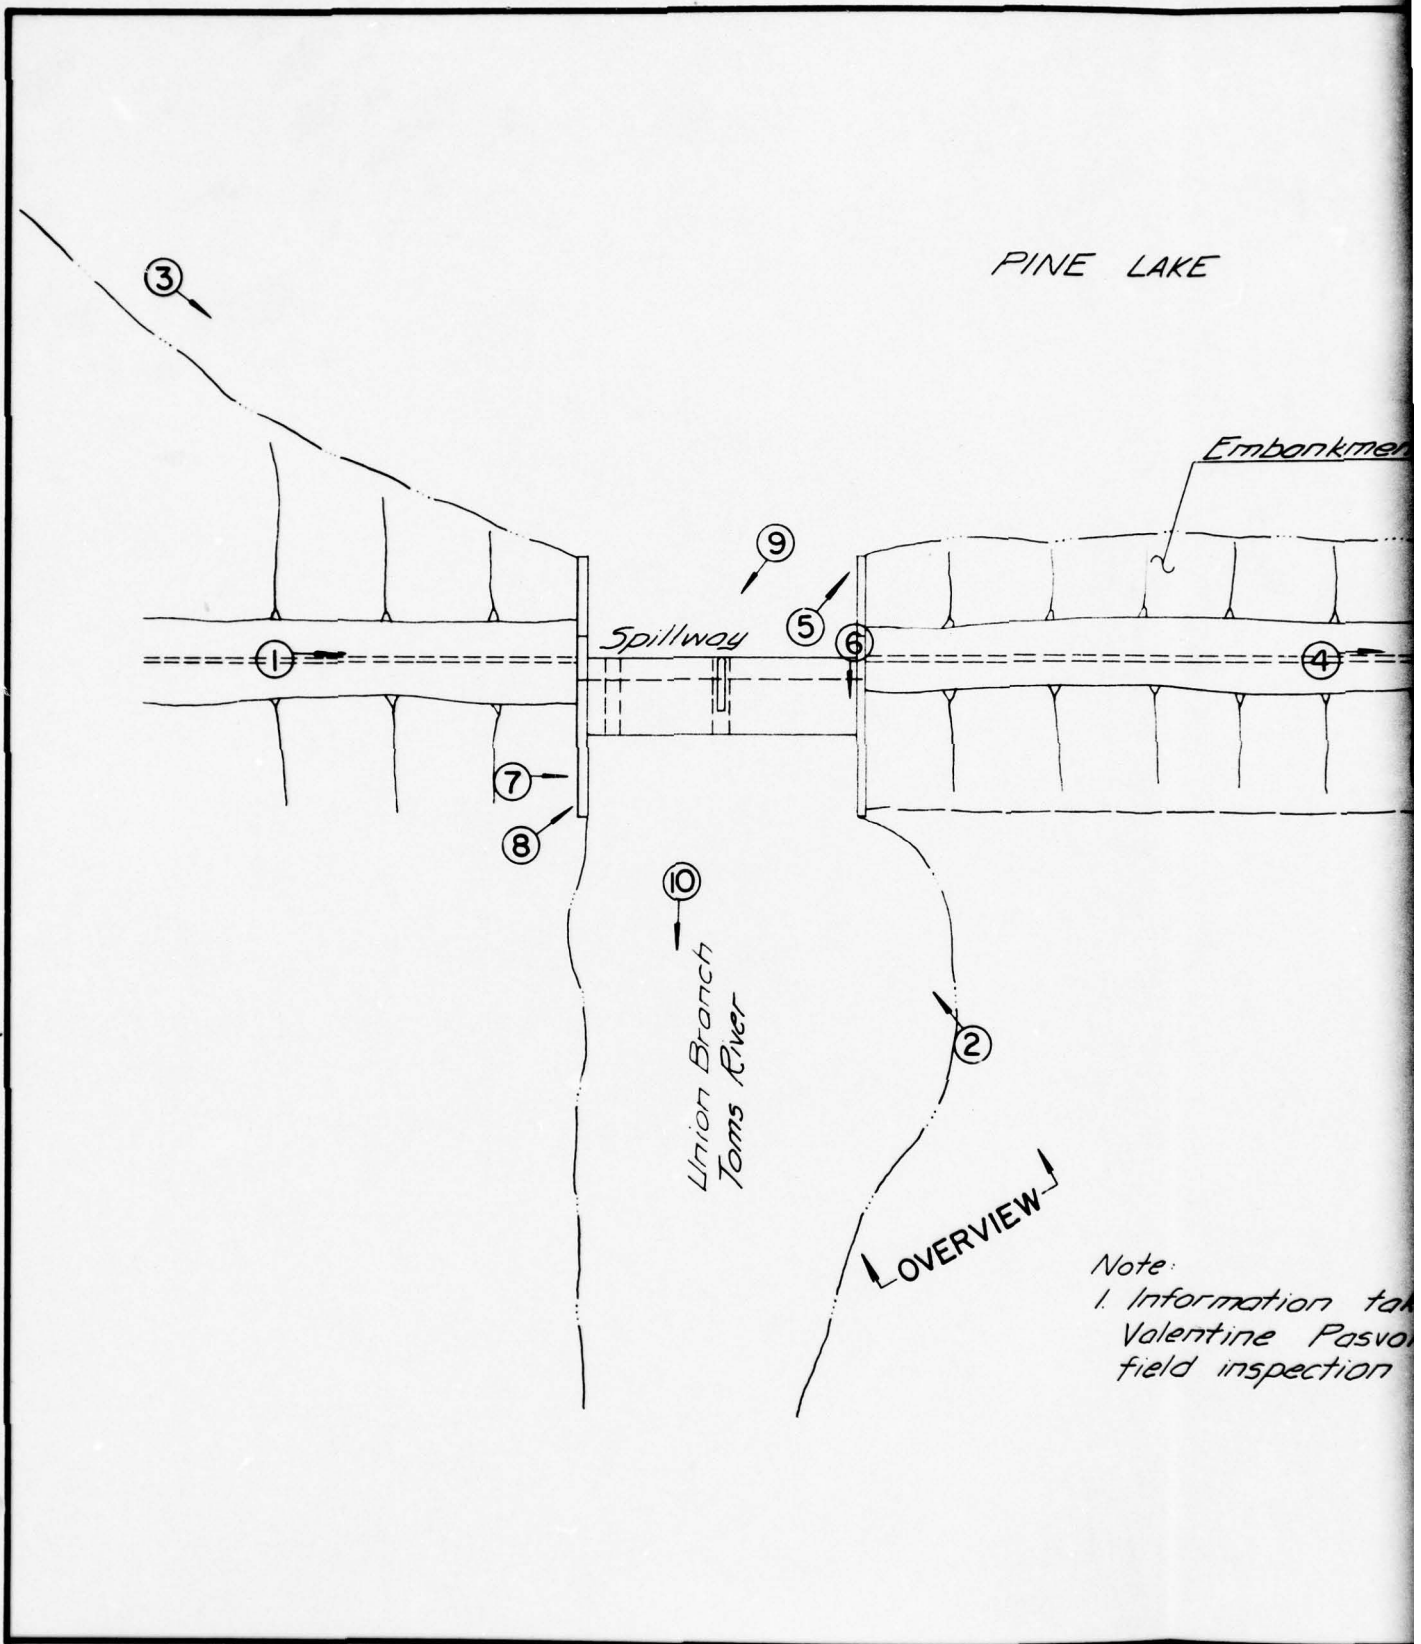 PINE LAKE
3
Embankmen
9
5
6
Spillway
1
4
7
8
10
Union Branch
Toms River
2
OVERVIEW
Note:
1. Information tak
Valentine Pasvo
field inspection